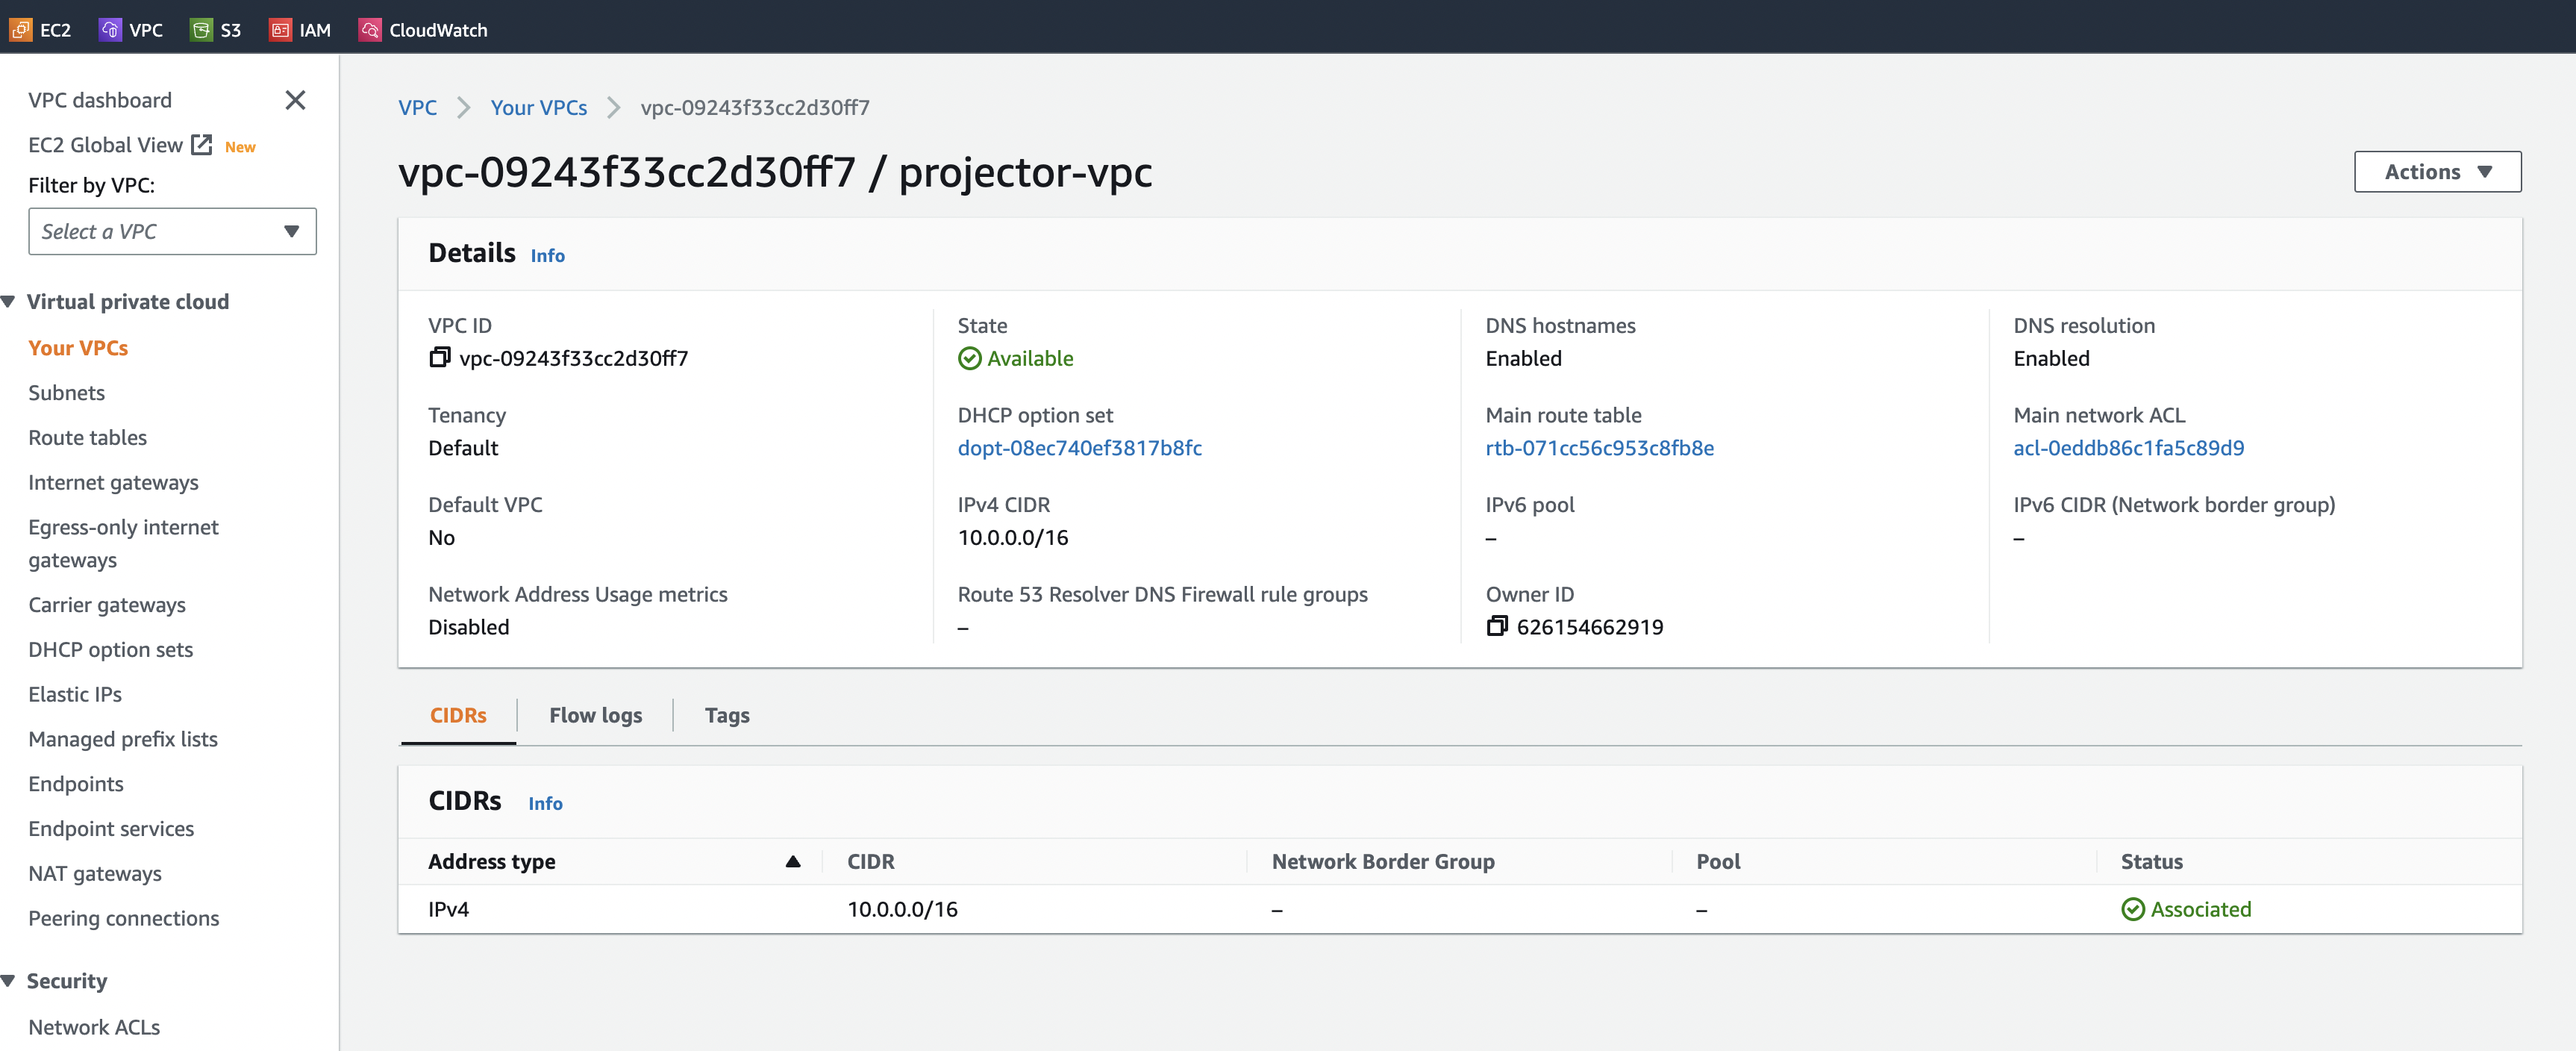 EC2 VPC S3 IAM CloudWatch
VPC dashboard
EC2 Global View New
Filter by VPC:
Select a VPC
Virtual private cloud
Your VPCs
Subnets
Route tables
Internet gateways
Egress-only internet
gateways
Carrier gateways
DHCP option sets
Elastic IPs
Managed prefix lists
Endpoints
Endpoint services
NAT gateways
Peering connections
Security
Network ACLs
VPC Your VPCs vpc-09243f33cc2d30ff7
vpc-09243f33cc2d30ff7 / projector-vpc
Actions
Details Info
VPC ID
vpc-09243f33cc2d30ff7
State
Available
DNS hostnames
Enabled
DNS resolution
Enabled
Tenancy
Default
DHCP option set
dopt-08ec740ef3817b8fc
Main route table
rtb-071cc56c953c8fb8e
Main network ACL
acl-0eddb86c1fa5c89d9
Default VPC
No
IPv4 CIDR
10.0.0.0/16
IPv6 pool
–
IPv6 CIDR (Network border group)
–
Network Address Usage metrics
Disabled
Route 53 Resolver DNS Firewall rule groups
–
Owner ID
626154662919
CIDRs Flow logs Tags
CIDRs Info
Address type CIDR Network Border Group Pool Status
IPv4 10.0.0.0/16 – – Associated